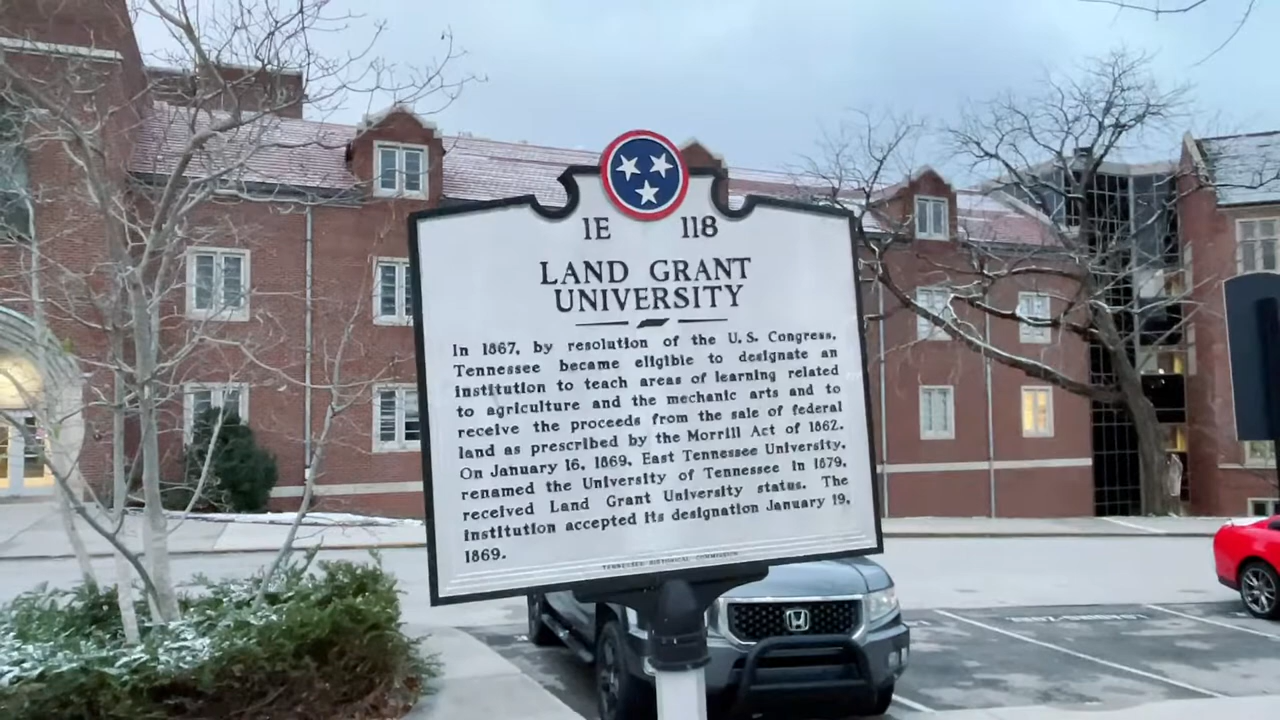 1E 118
LAND GRANT
UNIVERSITY
In 1867, by resolution of the U.S. Congress,
Tennessee became eligible to designate an
institution to teach areas of learning related
to agriculture and the mechanic arts and to
receive the proceeds from the sale of federal
land as prescribed by the Morrill Act of 1862.
On January 16, 1869, East Tennessee University,
renamed the University of Tennessee in 1879,
received Land Grant University status. The
institution accepted its designation January 19,
1869.
TENNESSEE HISTORICAL COMMISSION